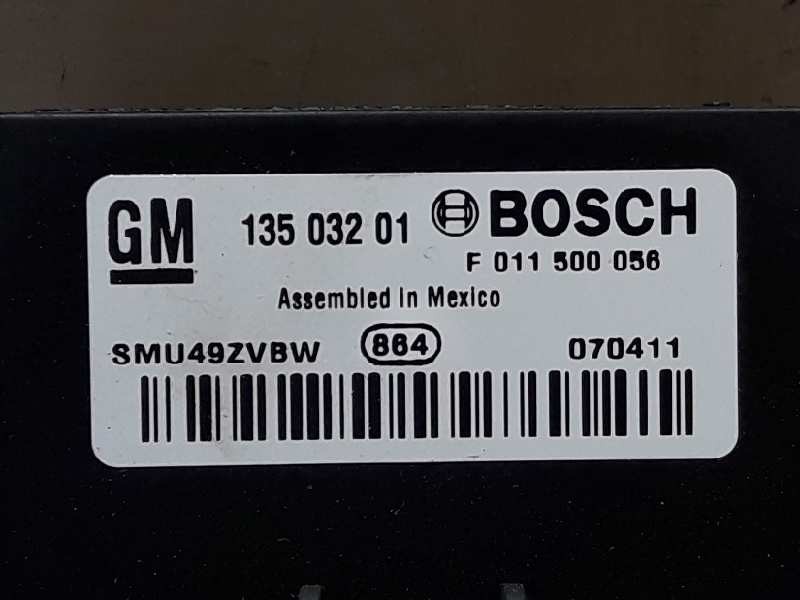 GM 135 032 01 BOSCH
F 011 500 056
Assembled in Mexico
SMU49ZVBW 864 070411